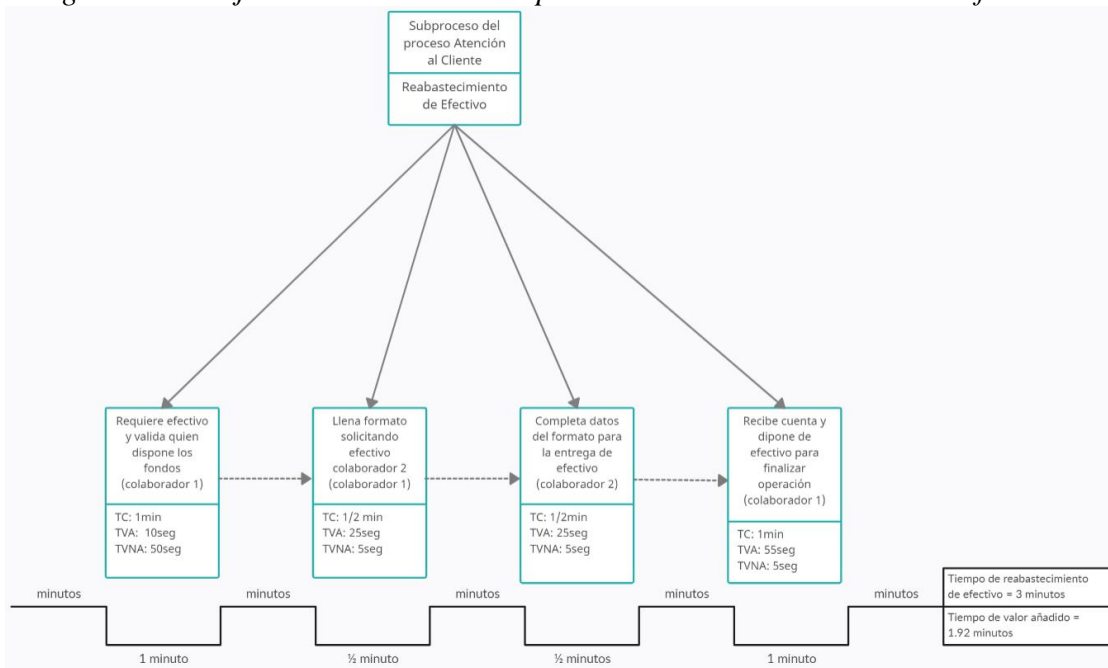 Subproceso del
proceso Atención
al Cliente
Reabastecimiento
de Efectivo
Requiere efectivo
y valida quien
dispone los
fondos
(colaborador 1)
TC: 1min
TVA: 10seg
TVNA: 50seg
Llena formato
solicitando
efectivo
colaborador 2
(colaborador 1)
TC: 1/2 min
TVA: 25seg
TVNA: 5seg
Completa datos
del formato para
la entrega de
efectivo
(colaborador 2)
TC: 1/2min
TVA: 25seg
TVNA: 5seg
Recibe cuenta y
dipone de
efectivo para
finalizar
operación
(colaborador 1)
TC: 1min
TVA: 55seg
TVNA: 5seg
minutos
minutos
minutos
minutos
minutos
1 minuto
½ minuto
½ minutos
1 minuto
Tiempo de reabastecimiento
de efectivo = 3 minutos
Tiempo de valor añadido =
1.92 minutos